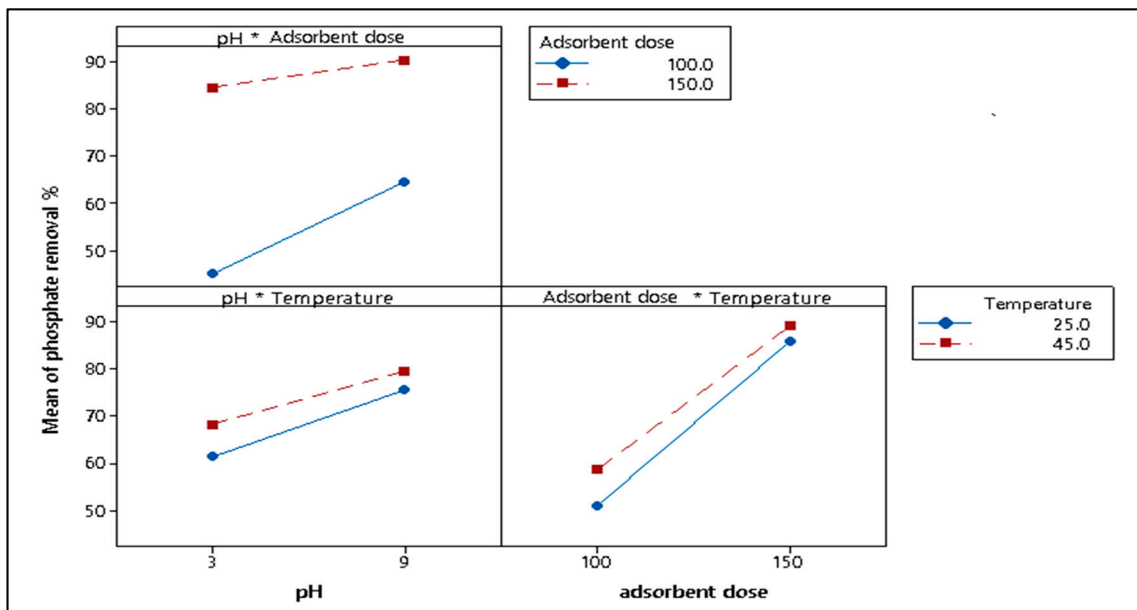 pH * Adsorbent dose
Adsorbent dose
100.0
150.0
90
80
70
60
50
Mean of phosphate removal %
pH * Temperature
Adsorbent dose * Temperature
Temperature
25.0
45.0
90
80
70
60
50
3
9
100
150
pH
adsorbent dose